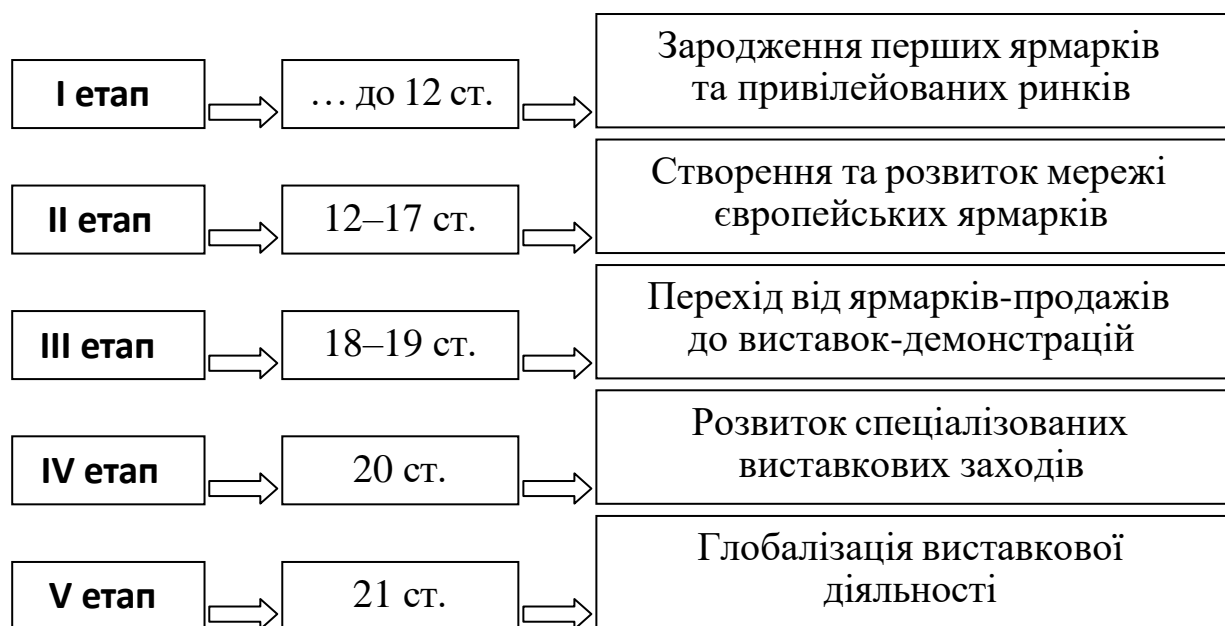 І етап
… до 12 ст.
Зародження перших ярмарків
та привілейованих ринків
ІІ етап
12–17 ст.
Створення та розвиток мережі
європейських ярмарків
ІІІ етап
18–19 ст.
Перехід від ярмарків-продажів
до виставок-демонстрацій
IV етап
20 ст.
Розвиток спеціалізованих
виставкових заходів
V етап
21 ст.
Глобалізація виставкової
діяльності